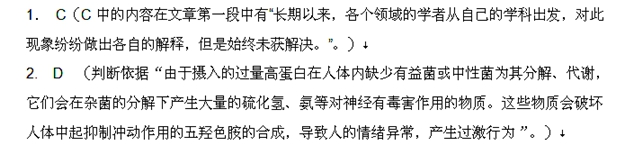 1. C（C 中的内容在文章第一段中有“长期以来，各个领域的学者从自己的学科出发，对此
现象纷纷做出各自的解释，但是始终未获解决。”。）↓
2. D （判断依据“由于摄入的过量高蛋白在人体内缺少有益菌或中性菌为其分解、代谢，
它们会在杂菌的分解下产生大量的硫化氢、氨等对神经有毒害作用的物质。这些物质会破坏
人体中起抑制冲动作用的五羟色胺的合成，导致人的情绪异常，产生过激行为 ”。）↓